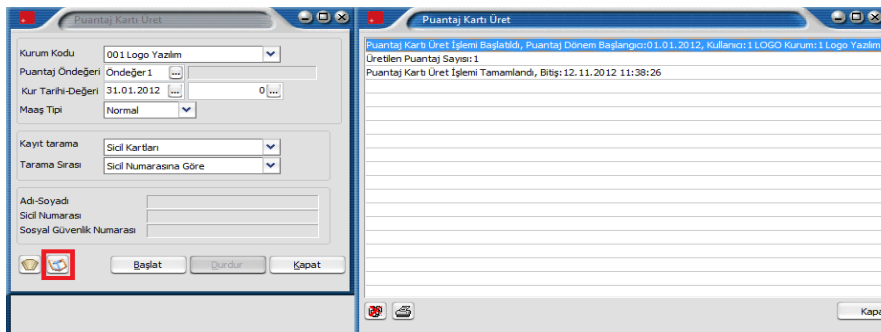 Puantaj Kartı Üret
Kurum Kodu 001 Logo Yazılım
Puantaj Öndeğeri Öndeğer1 ...
Kur Tarihi-Değeri 31.01.2012 ... 0 ...
Maaş Tipi Normal
Kayıt tarama Sicil Kartları
Tarama Sırası Sicil Numarasına Göre
Adı-Soyadı
Sicil Numarası
Sosyal Güvenlik Numarası
Başlat Durdur Kapat
Puantaj Kartı Üret
Puantaj Kartı Üret İşlemi Başlatıldı, Puantaj Dönem Başlangıcı:01.01.2012, Kullanıcı:1 LOGO Kurum:1 Logo Yazılım
Üretilen Puantaj Sayısı:1
Puantaj Kartı Üret İşlemi Tamamlandı, Bitiş:12.11.2012 11:38:26
Kapa